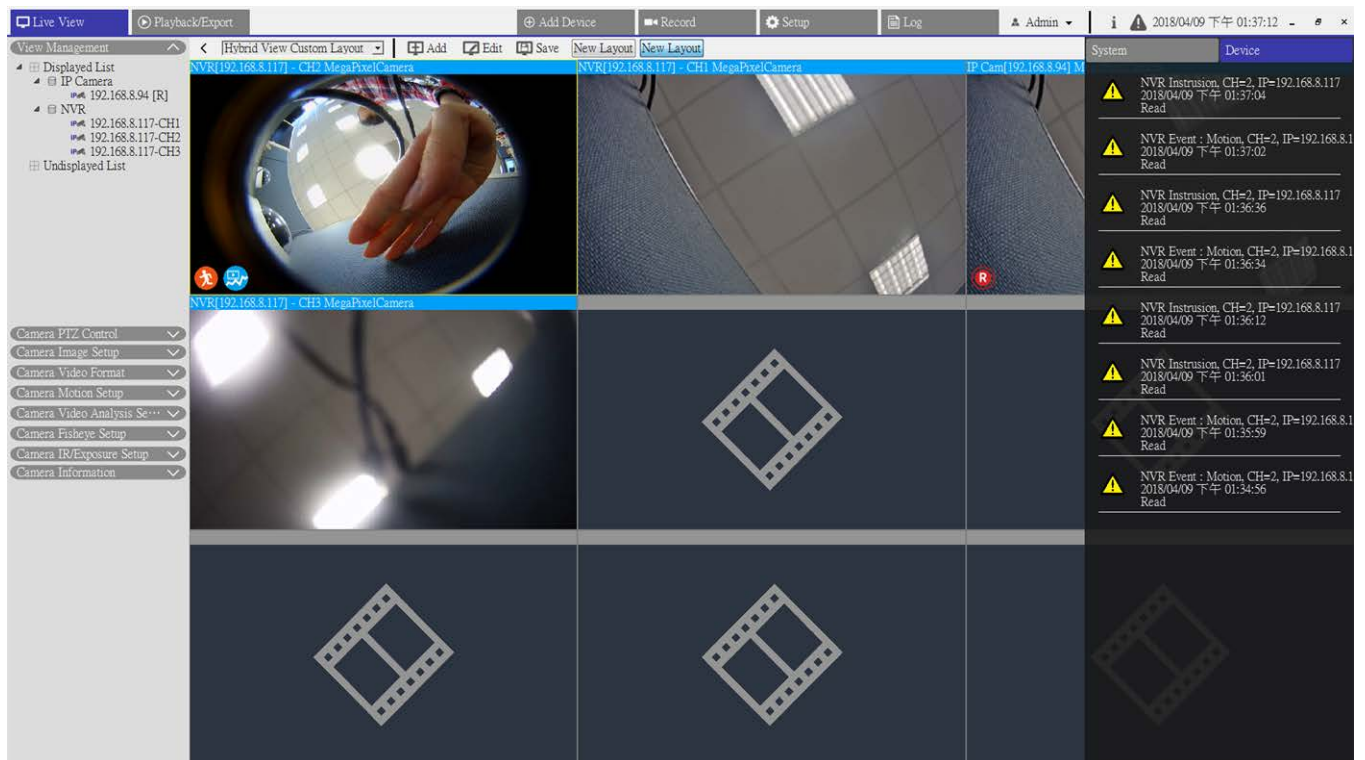 Live View
Playback/Export
Add Device
Record
Setup
Log
Admin
2018/04/09 下午 01:37:12
View Management
Hybrid View Custom Layout
Add
Edit
Save
New Layout
New Layout
System
Device
Displayed List
IP Camera
192.168.8.94 [R]
NVR
192.168.8.117-CH1
192.168.8.117-CH2
192.168.8.117-CH3
Undisplayed List
Camera PTZ Control
Camera Image Setup
Camera Video Format
Camera Motion Setup
Camera Video Analysis Se···
Camera Fisheye Setup
Camera IR/Exposure Setup
Camera Information
NVR[192.168.8.117] - CH2 MegaPixelCamera
NVR[192.168.8.117] - CH1 MegaPixelCamera
IP Cam[192.168.8.94] M
R
NVR[192.168.8.117] - CH3 MegaPixelCamera
NVR Instrusion, CH=2, IP=192.168.8.117
2018/04/09 下午 01:37:04
Read
NVR Event : Motion, CH=2, IP=192.168.8.1
2018/04/09 下午 01:37:02
Read
NVR Instrusion, CH=2, IP=192.168.8.117
2018/04/09 下午 01:36:36
Read
NVR Event : Motion, CH=2, IP=192.168.8.1
2018/04/09 下午 01:36:34
Read
NVR Instrusion, CH=2, IP=192.168.8.117
2018/04/09 下午 01:36:12
Read
NVR Instrusion, CH=2, IP=192.168.8.117
2018/04/09 下午 01:36:01
Read
NVR Event : Motion, CH=2, IP=192.168.8.1
2018/04/09 下午 01:35:59
Read
NVR Event : Motion, CH=2, IP=192.168.8.1
2018/04/09 下午 01:34:56
Read